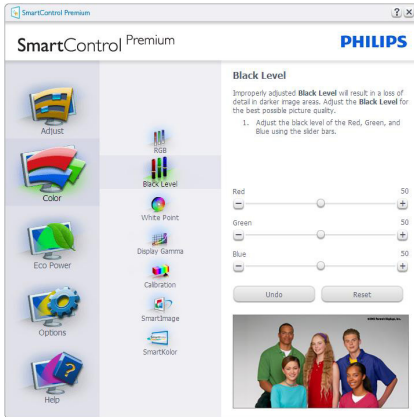 SmartControl Premium
SmartControl Premium
PHILIPS
Adjust
Color
Eco Power
Options
Help
RGB
Black Level
White Point
Display Gamma
Calibration
SmartImage
SmartKolor
Black Level
Improperly adjusted Black Level will result in a loss of
detail in darker image areas. Adjust the Black Level for
the best possible picture quality.
1. Adjust the black level of the Red, Green, and
Blue using the slider bars.
Red 50
Green 50
Blue 50
Undo Reset